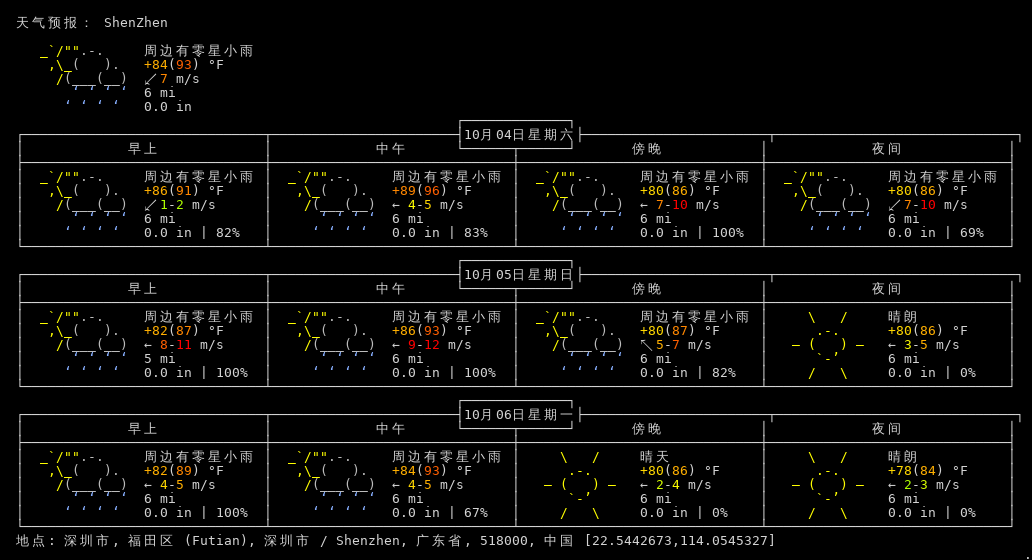 天气预报： ShenZhen
周边有零星小雨
+84(93) °F
↙ 7 m/s
6 mi
0.0 in
10月04日星期六
早上 中午 傍晚 夜间
周边有零星小雨 周边有零星小雨 周边有零星小雨 周边有零星小雨
+86(91) °F +89(96) °F +80(86) °F +80(86) °F
↙ 1-2 m/s ← 4-5 m/s ← 7-10 m/s ↙ 7-10 m/s
6 mi 6 mi 6 mi 6 mi
0.0 in | 82% 0.0 in | 83% 0.0 in | 100% 0.0 in | 69%
10月05日星期日
早上 中午 傍晚 夜间
周边有零星小雨 周边有零星小雨 周边有零星小雨 晴朗
+82(87) °F +86(93) °F +80(87) °F +80(86) °F
← 8-11 m/s ← 9-12 m/s ↖ 5-7 m/s ← 3-5 m/s
5 mi 6 mi 6 mi 6 mi
0.0 in | 100% 0.0 in | 100% 0.0 in | 82% 0.0 in | 0%
10月06日星期一
早上 中午 傍晚 夜间
周边有零星小雨 周边有零星小雨 晴天 晴朗
+82(89) °F +84(93) °F +80(86) °F +78(84) °F
← 4-5 m/s ← 4-5 m/s ← 2-4 m/s ← 2-3 m/s
6 mi 6 mi 6 mi 6 mi
0.0 in | 100% 0.0 in | 67% 0.0 in | 0% 0.0 in | 0%
地点: 深圳市, 福田区 (Futian), 深圳市 / Shenzhen, 广东省, 518000, 中国 [22.5442673,114.0545327]